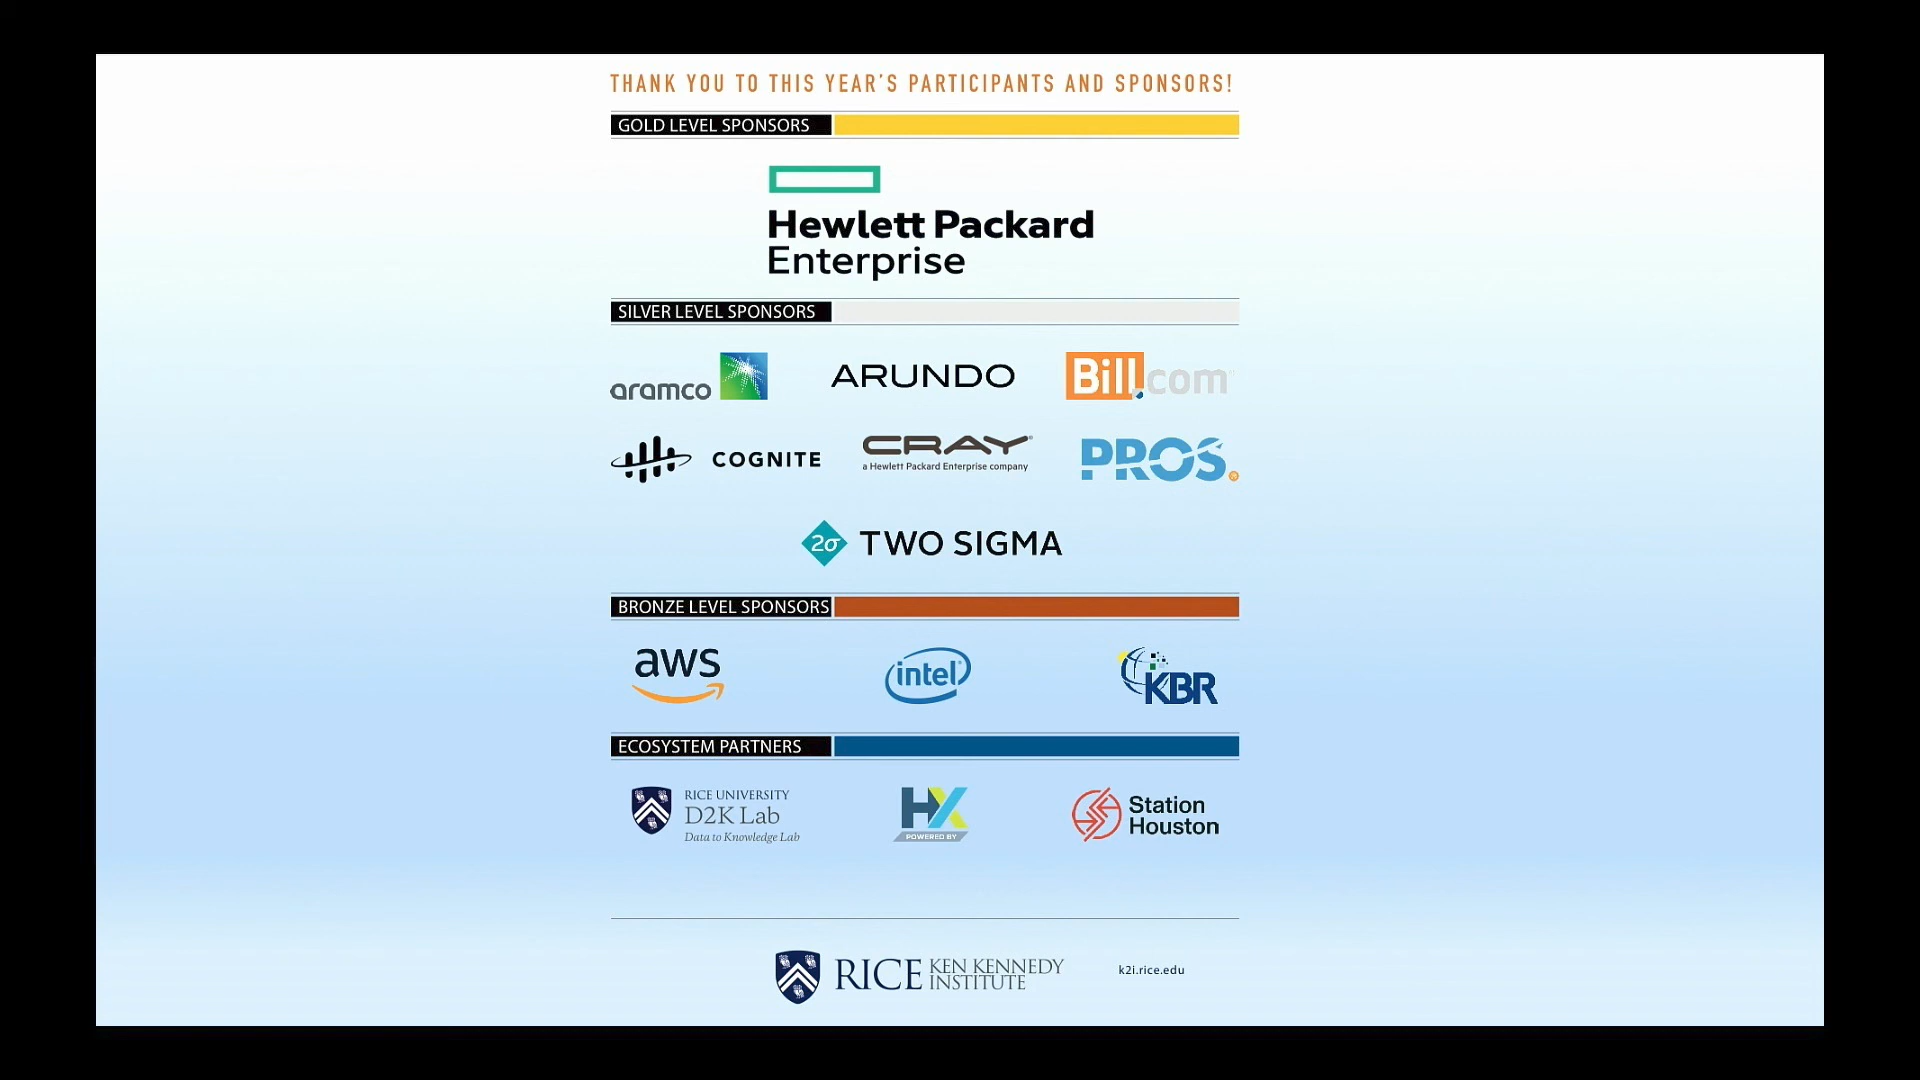 THANK YOU TO THIS YEAR'S PARTICIPANTS AND SPONSORS!
GOLD LEVEL SPONSORS
Hewlett Packard
Enterprise
SILVER LEVEL SPONSORS
aramco
ARUNDO
Bill.com
COGNITE
CRAY
a Hewlett Packard Enterprise company
PROS
2σ TWO SIGMA
BRONZE LEVEL SPONSORS
aws
intel
KBR
ECOSYSTEM PARTNERS
RICE UNIVERSITY
D2K Lab
Data to Knowledge Lab
HX
POWERED BY
Station
Houston
RICE KEN KENNEDY
INSTITUTE
k2i.rice.edu